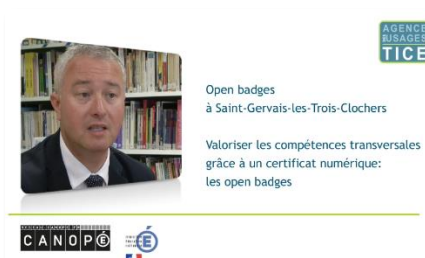 AGENCE
USAGES
TICE
Open badges
à Saint-Gervais-les-Trois-Clochers
Valoriser les compétences transversales
grâce à un certificat numérique:
les open badges
CANOPÉ